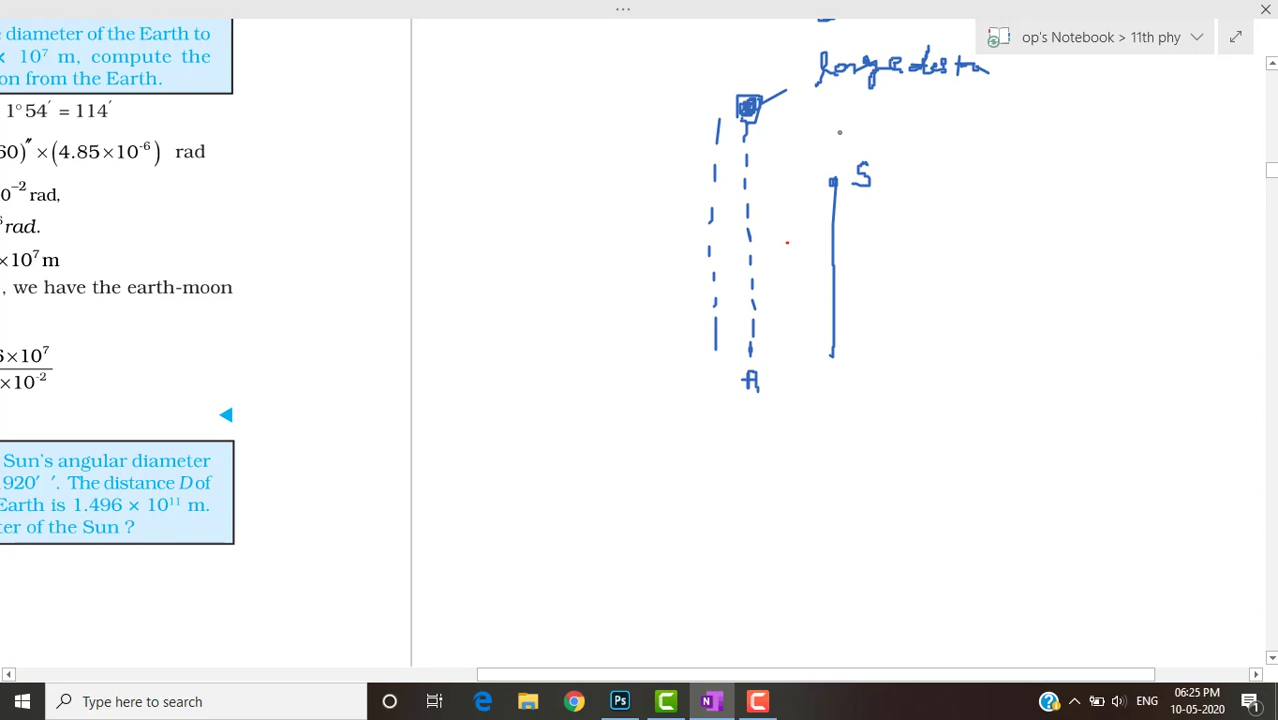 e diameter of the Earth to
× 10⁷ m, compute the
on from the Earth.
1° 54′ = 114′
60)″ × (4.85×10⁻⁶) rad
0⁻² rad,
⁶ rad.
×10⁷ m
, we have the earth-moon
6×10⁷
×10⁻²
Sun's angular diameter
920′ ′. The distance D of
Earth is 1.496 × 10¹¹ m.
ter of the Sun ?
op's Notebook > 11th phy
S
A
Type here to search
ENG
06:25 PM
10-05-2020